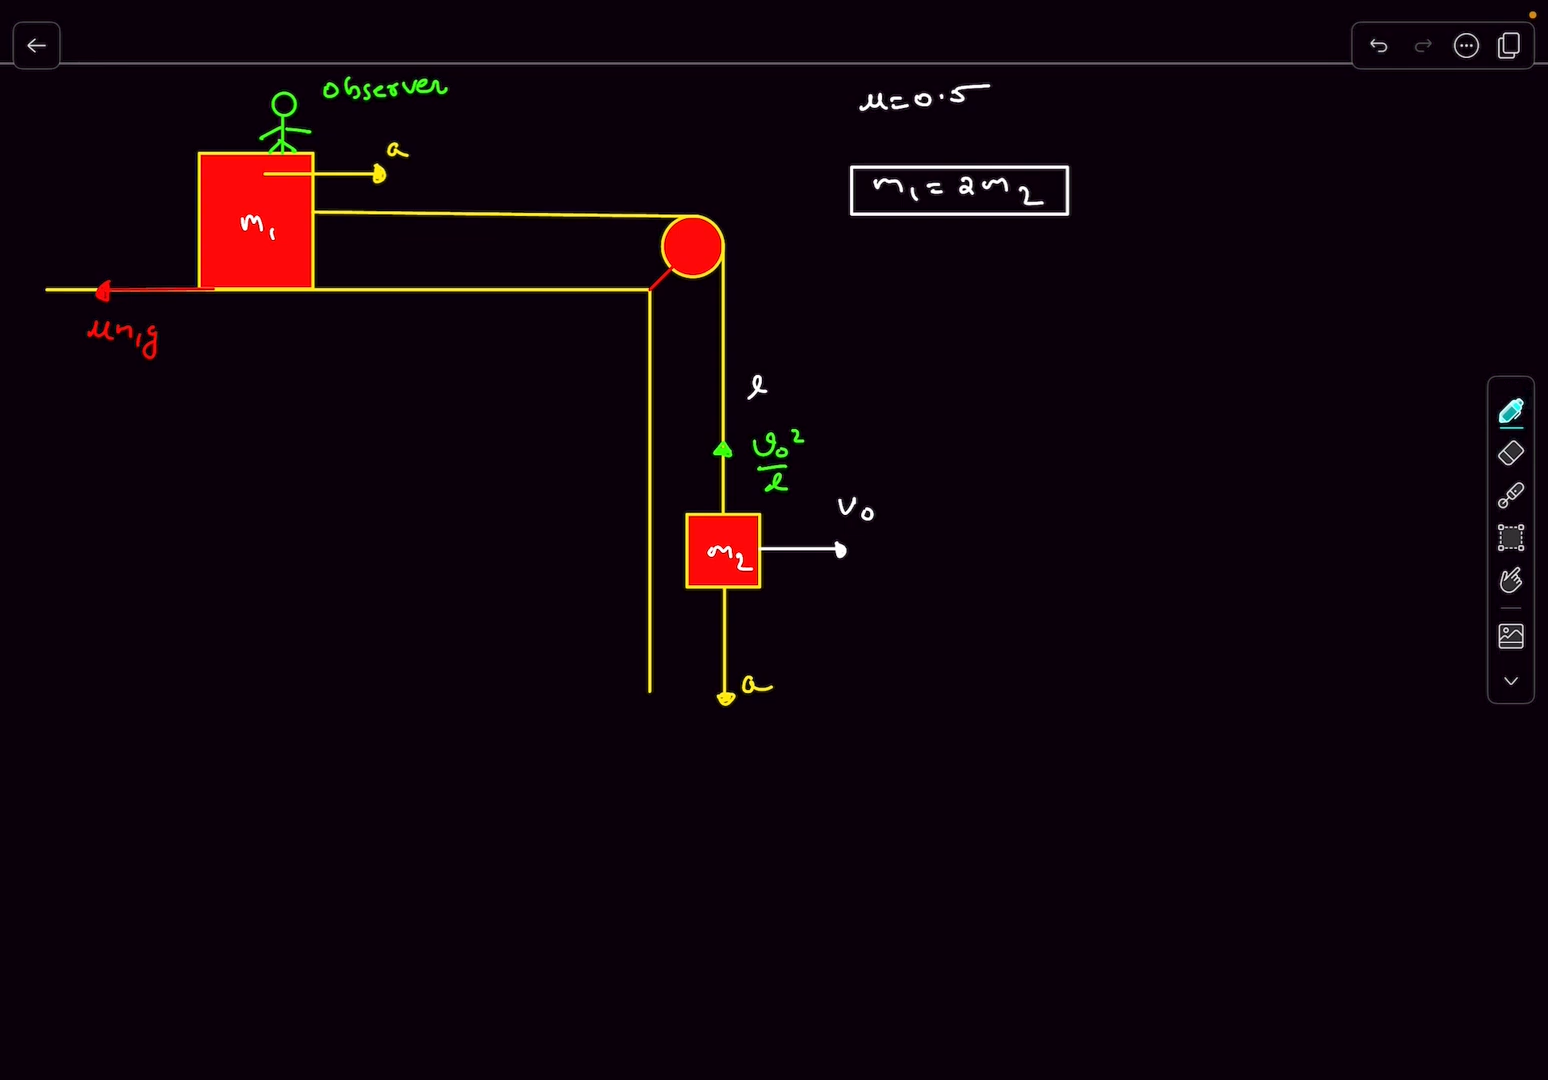 observer
μ=0.5
a
m₁ = 2m₂
m₁
μm₁g
l
v₀²/l
v₀
m₂
a